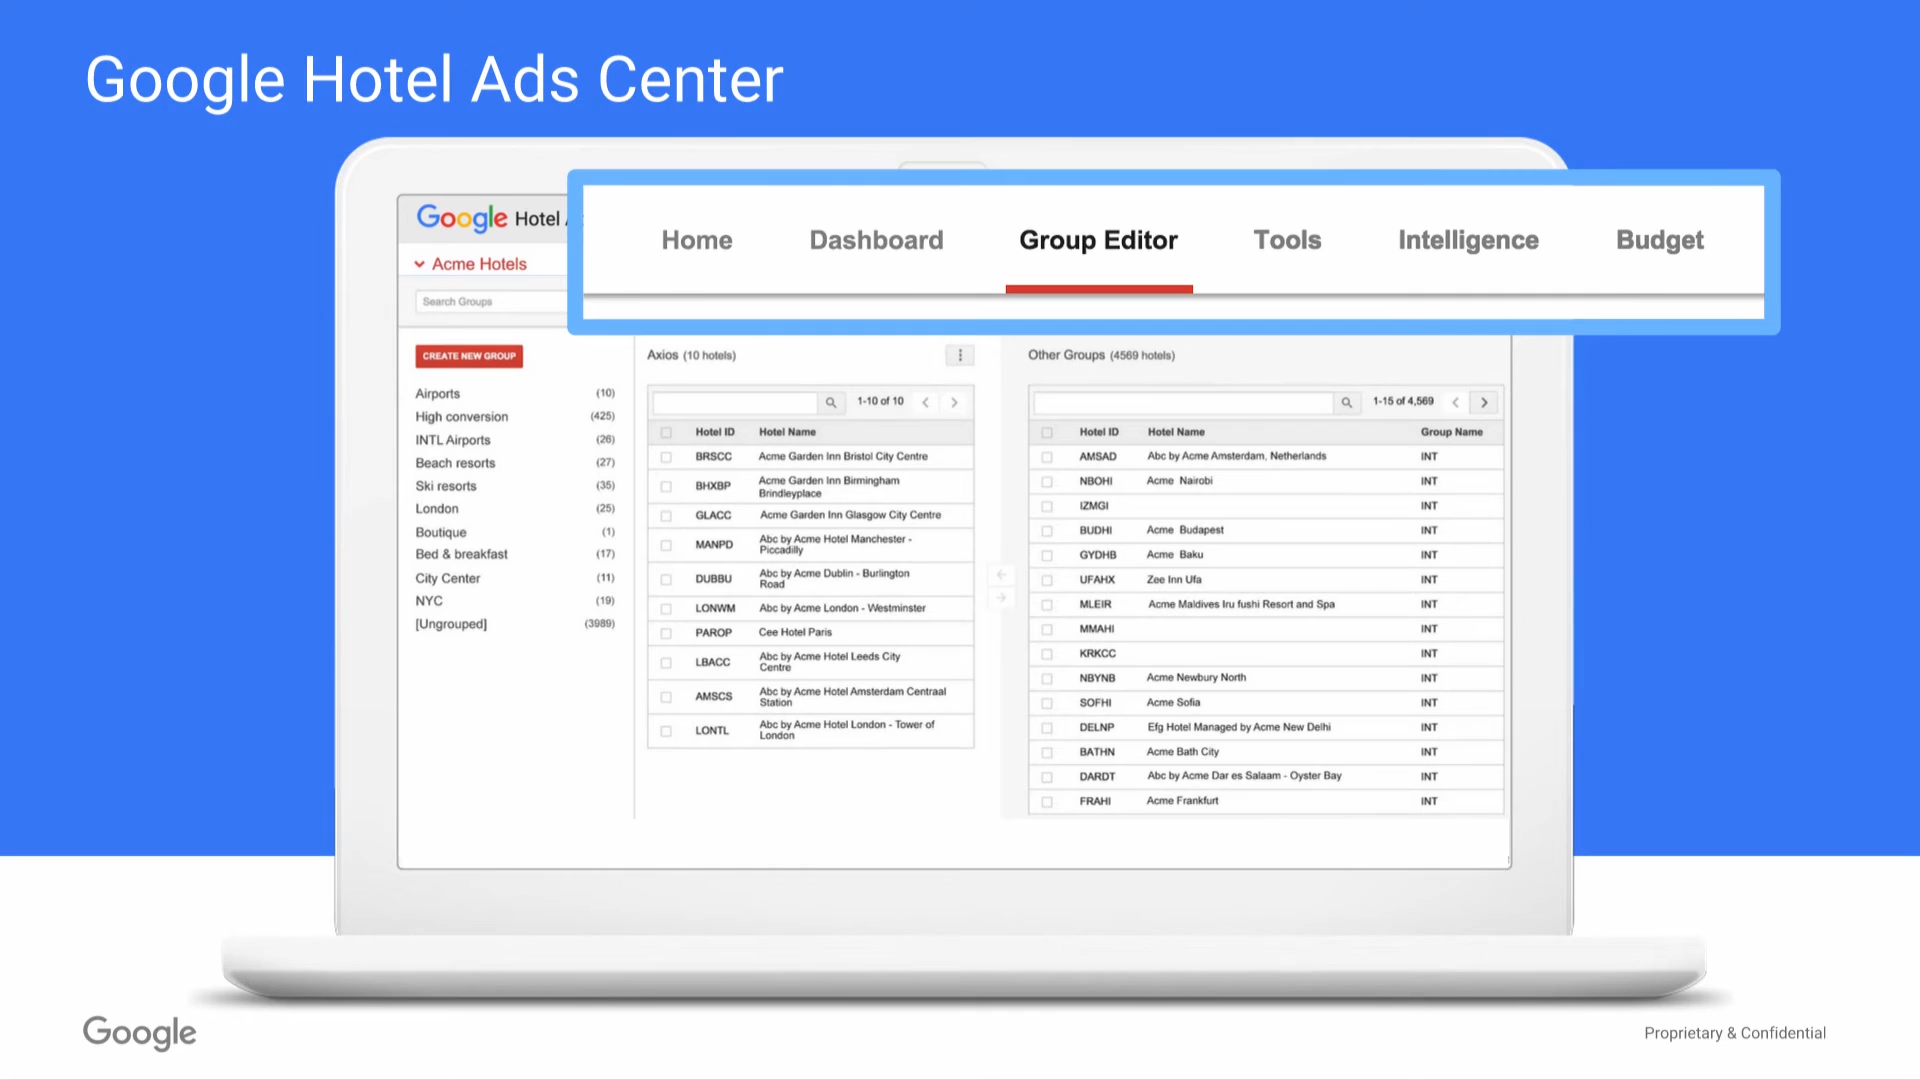 Google Hotel Ads Center
Google Hotel
Home Dashboard Group Editor Tools Intelligence Budget
Acme Hotels
Search Groups
CREATE NEW GROUP
Airports (10)
High conversion (425)
INTL Airports (26)
Beach resorts (27)
Ski resorts (35)
London (25)
Boutique (1)
Bed & breakfast (17)
City Center (11)
NYC (19)
[Ungrouped] (3989)
Axios (10 hotels)
1-10 of 10
Hotel ID Hotel Name
BRSCC Acme Garden Inn Bristol City Centre
BHXBP Acme Garden Inn Birmingham
Brindleyplace
GLACC Acme Garden Inn Glasgow City Centre
MANPD Abc by Acme Hotel Manchester -
Piccadilly
DUBBU Abc by Acme Dublin - Burlington
Road
LONWM Abc by Acme London - Westminster
PAROP Cee Hotel Paris
LBACC Abc by Acme Hotel Leeds City
Centre
AMSCS Abc by Acme Hotel Amsterdam Centraal
Station
LONTL Abc by Acme Hotel London - Tower of
London
Other Groups (4569 hotels)
1-15 of 4,569
Hotel ID Hotel Name Group Name
AMSAD Abc by Acme Amsterdam, Netherlands INT
NBOHI Acme Nairobi INT
IZMGI INT
BUDHI Acme Budapest INT
GYDHB Acme Baku INT
UFAHX Zee Inn Ufa INT
MLEIR Acme Maldives Iru fushi Resort and Spa INT
MMAHI INT
KRKCC INT
NBYNB Acme Newbury North INT
SOFHI Acme Sofia INT
DELNP Efg Hotel Managed by Acme New Delhi INT
BATHN Acme Bath City INT
DARDT Abc by Acme Dar es Salaam - Oyster Bay INT
FRAHI Acme Frankfurt INT
Google
Proprietary & Confidential